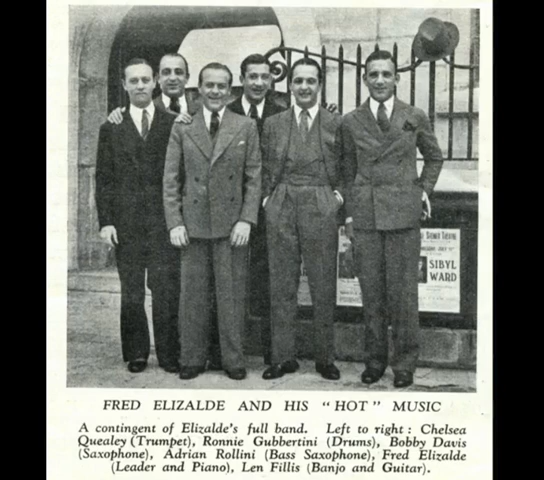 SIBYL
WARD
FRED ELIZALDE AND HIS "HOT" MUSIC
A contingent of Elizalde's full band. Left to right: Chelsea
Quealey (Trumpet), Ronnie Gubbertini (Drums), Bobby Davis
(Saxophone), Adrian Rollini (Bass Saxophone), Fred Elizalde
(Leader and Piano), Len Fillis (Banjo and Guitar).